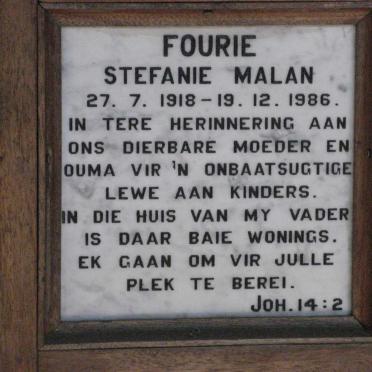 FOURIE
STEFANIE MALAN
27. 7. 1918 – 19. 12. 1986.
IN TERE HERINNERING AAN
ONS DIERBARE MOEDER EN
OUMA VIR 'N ONBAATSUGTIGE
LEWE AAN KINDERS.
IN DIE HUIS VAN MY VADER
IS DAAR BAIE WONINGS.
EK GAAN OM VIR JULLE
PLEK TE BEREI.
JOH. 14:2